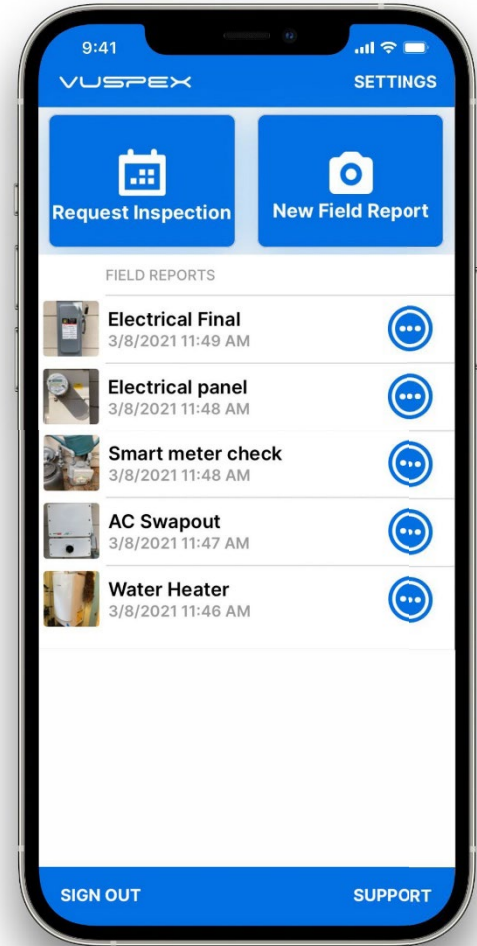 9:41
VUSPEX
SETTINGS
Request Inspection
New Field Report
FIELD REPORTS
Electrical Final
3/8/2021 11:49 AM
Electrical panel
3/8/2021 11:48 AM
Smart meter check
3/8/2021 11:48 AM
AC Swapout
3/8/2021 11:47 AM
Water Heater
3/8/2021 11:46 AM
SIGN OUT
SUPPORT